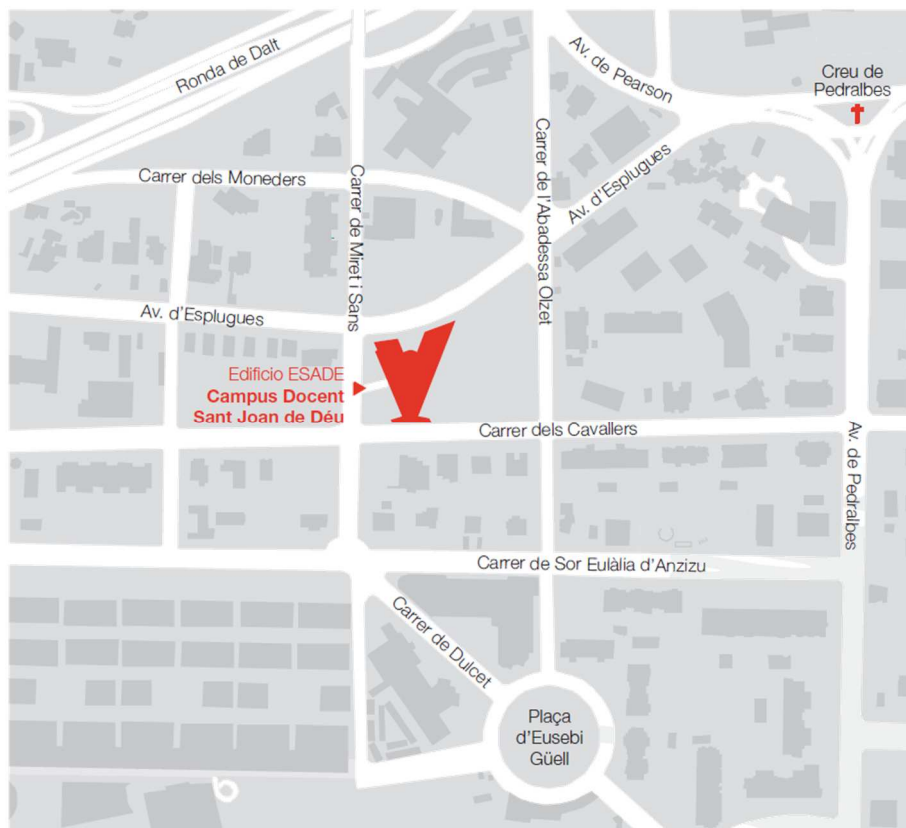 Ronda de Dalt
Av. de Pearson
Creu de
Pedralbes
Carrer dels Moneders
Carrer de Miret i Sans
Carrer de l'Abadessa Olzet
Av. d'Esplugues
Av. d'Esplugues
Edificio ESADE
Campus Docent
Sant Joan de Déu
Carrer dels Cavallers
Av. de Pedralbes
Carrer de Sor Eulàlia d'Anzizu
Carrer de Dulcet
Plaça
d'Eusebi
Güell